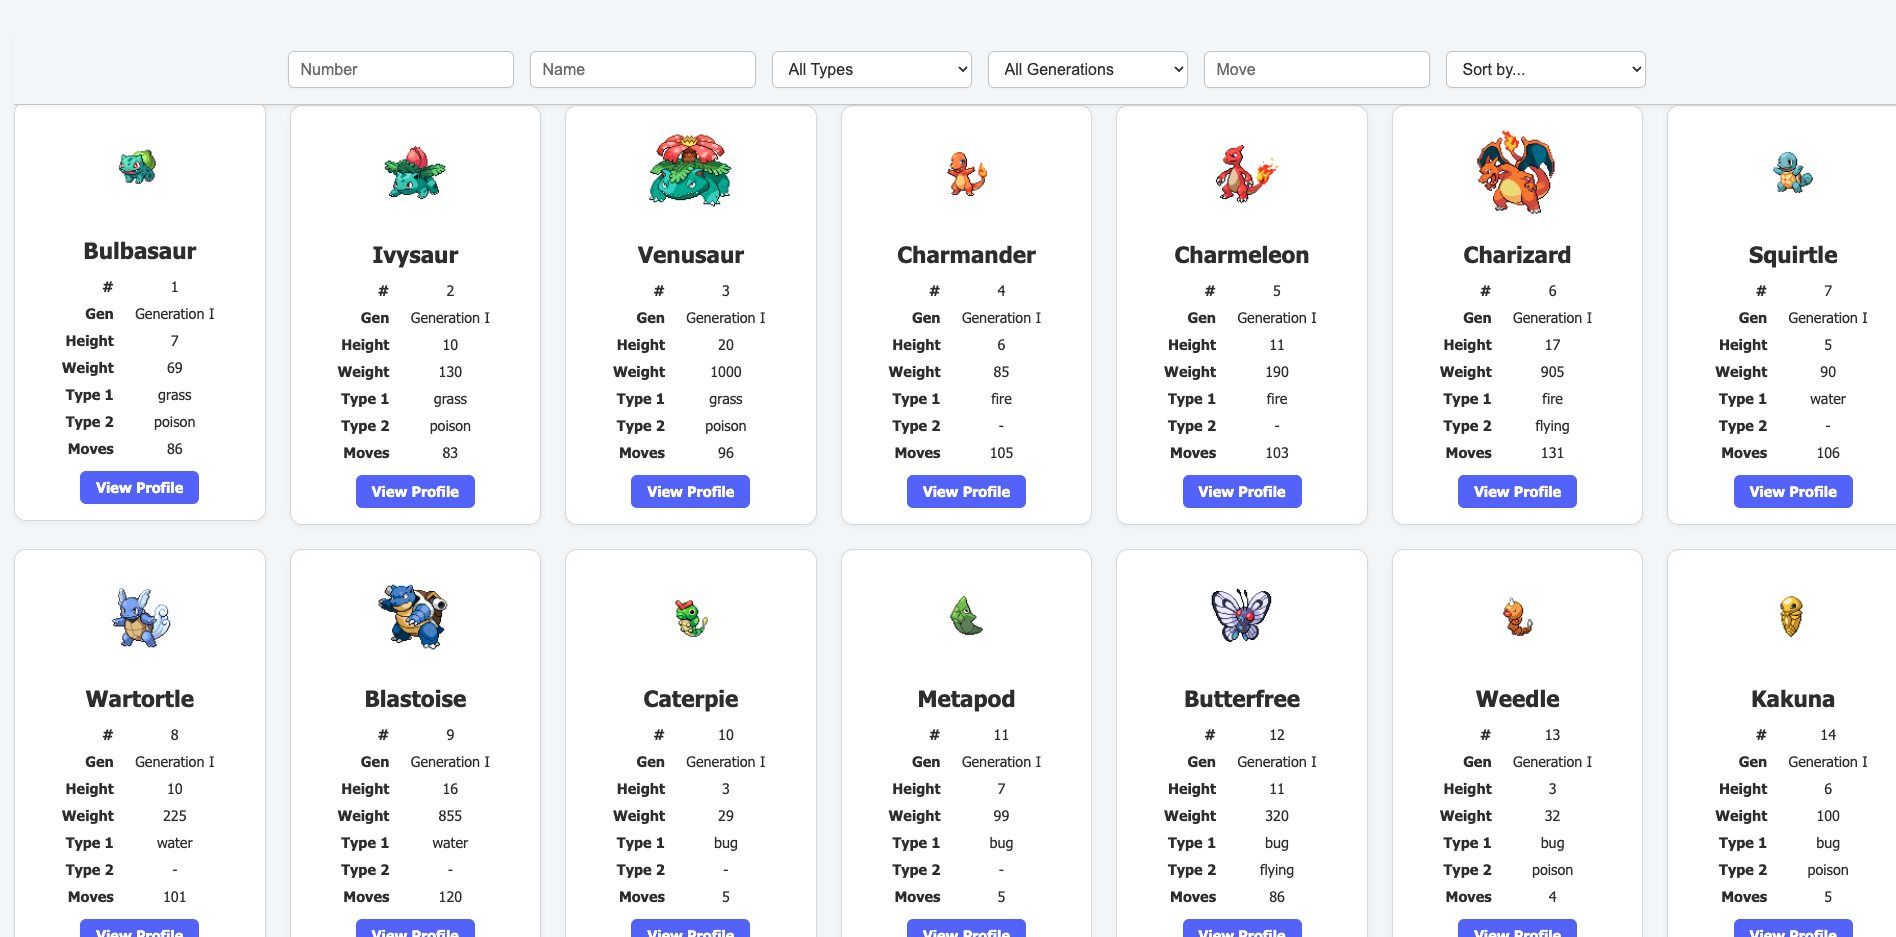 Number Name All Types All Generations Move Sort by...
Bulbasaur
# 1
Gen Generation I
Height 7
Weight 69
Type 1 grass
Type 2 poison
Moves 86
View Profile
Ivysaur
# 2
Gen Generation I
Height 10
Weight 130
Type 1 grass
Type 2 poison
Moves 83
View Profile
Venusaur
# 3
Gen Generation I
Height 20
Weight 1000
Type 1 grass
Type 2 poison
Moves 96
View Profile
Charmander
# 4
Gen Generation I
Height 6
Weight 85
Type 1 fire
Type 2 -
Moves 105
View Profile
Charmeleon
# 5
Gen Generation I
Height 11
Weight 190
Type 1 fire
Type 2 -
Moves 103
View Profile
Charizard
# 6
Gen Generation I
Height 17
Weight 905
Type 1 fire
Type 2 flying
Moves 131
View Profile
Squirtle
# 7
Gen Generation I
Height 5
Weight 90
Type 1 water
Type 2 -
Moves 106
View Profile
Wartortle
# 8
Gen Generation I
Height 10
Weight 225
Type 1 water
Type 2 -
Moves 101
View Profile
Blastoise
# 9
Gen Generation I
Height 16
Weight 855
Type 1 water
Type 2 -
Moves 120
View Profile
Caterpie
# 10
Gen Generation I
Height 3
Weight 29
Type 1 bug
Type 2 -
Moves 5
View Profile
Metapod
# 11
Gen Generation I
Height 7
Weight 99
Type 1 bug
Type 2 -
Moves 5
View Profile
Butterfree
# 12
Gen Generation I
Height 11
Weight 320
Type 1 bug
Type 2 flying
Moves 86
View Profile
Weedle
# 13
Gen Generation I
Height 3
Weight 32
Type 1 bug
Type 2 poison
Moves 4
View Profile
Kakuna
# 14
Gen Generation I
Height 6
Weight 100
Type 1 bug
Type 2 poison
Moves 5
View Profile